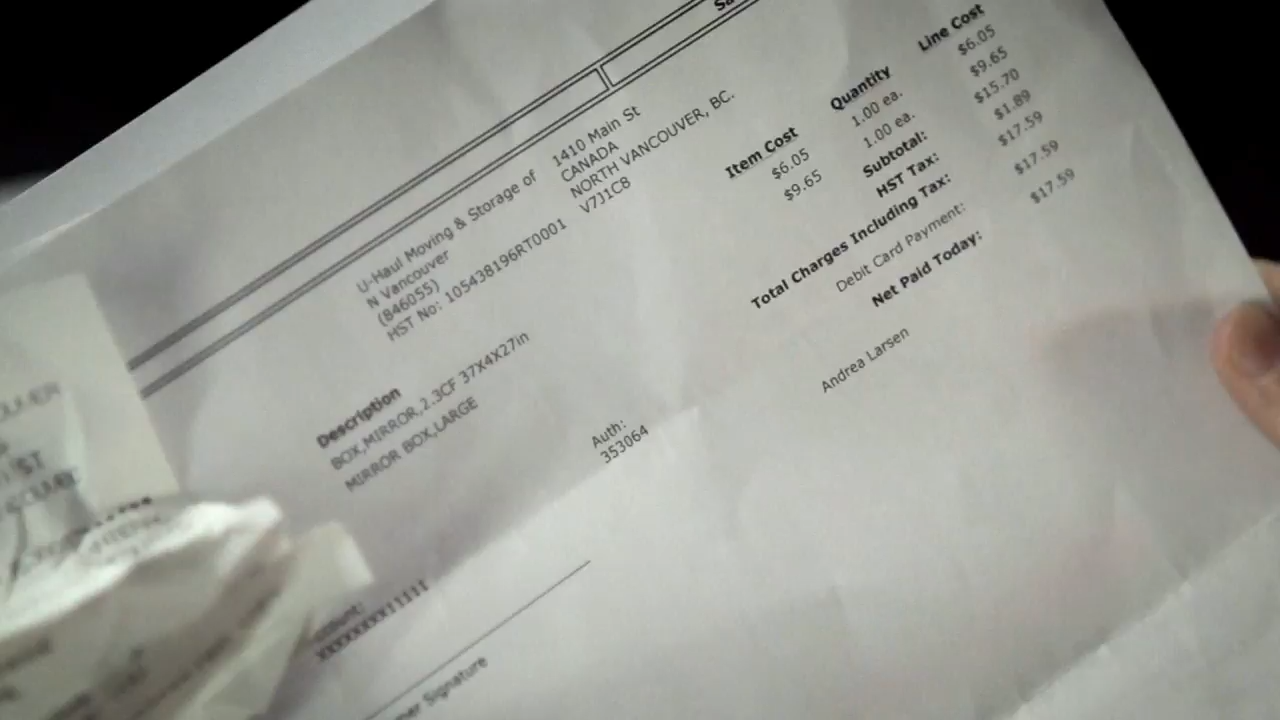 U-Haul Moving & Storage of
N Vancouver
(846055)
HST No: 105438196RT0001
1410 Main St
CANADA
NORTH VANCOUVER, BC.
V7J1C8
Description
Item Cost
Quantity
Line Cost
BOX,MIRROR,2.3CF 37X4X27in
$6.05
1.00 ea.
$6.05
MIRROR BOX,LARGE
$9.65
1.00 ea.
$9.65
Subtotal:
$15.70
HST Tax:
$1.89
Total Charges Including Tax:
$17.59
Debit Card Payment:
$17.59
Net Paid Today:
$17.59
Auth:
353064
Andrea Larsen
XXXXXXXX11111
Signature